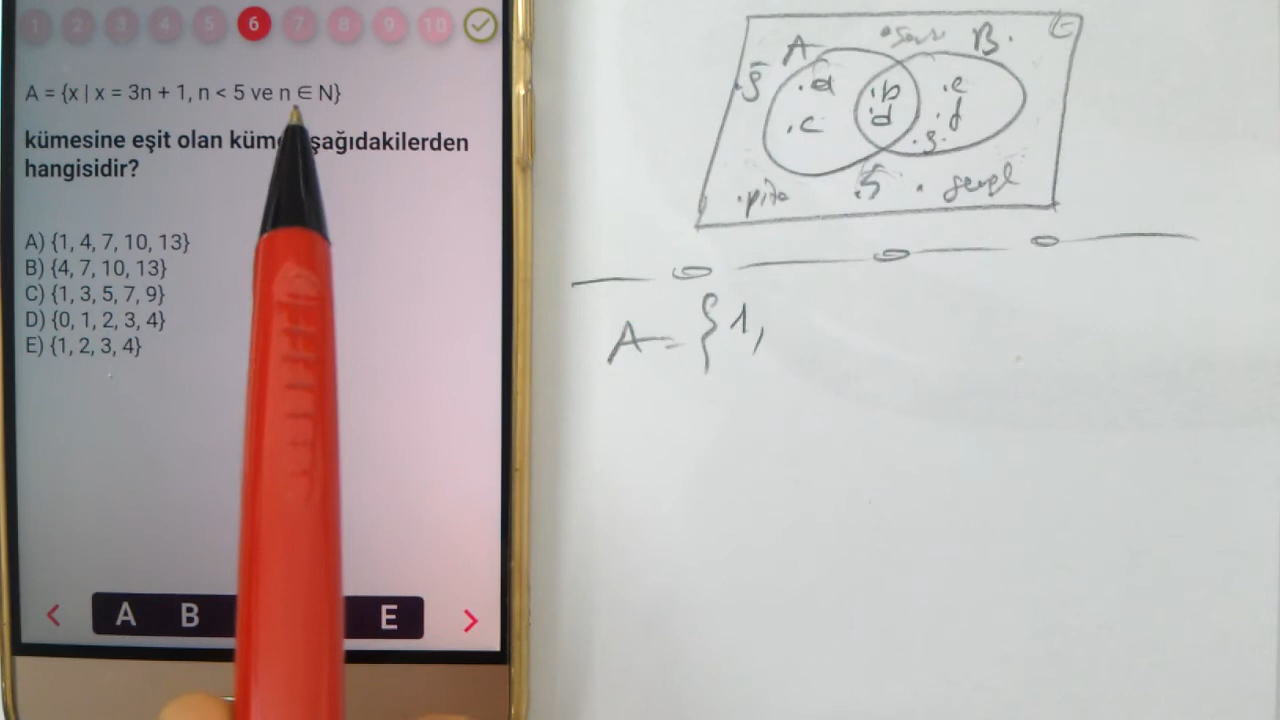 1 2 3 4 5 6 7 8 9 10
A = {x | x = 3n + 1, n < 5 ve n ∈ N}
kümesine eşit olan küme şağıdakilerden
hangisidir?
A) {1, 4, 7, 10, 13}
B) {4, 7, 10, 13}
C) {1, 3, 5, 7, 9}
D) {0, 1, 2, 3, 4}
E) {1, 2, 3, 4}
< A B E >
E
A B
.a .b .e
.c .d .f
.g
A = {1,